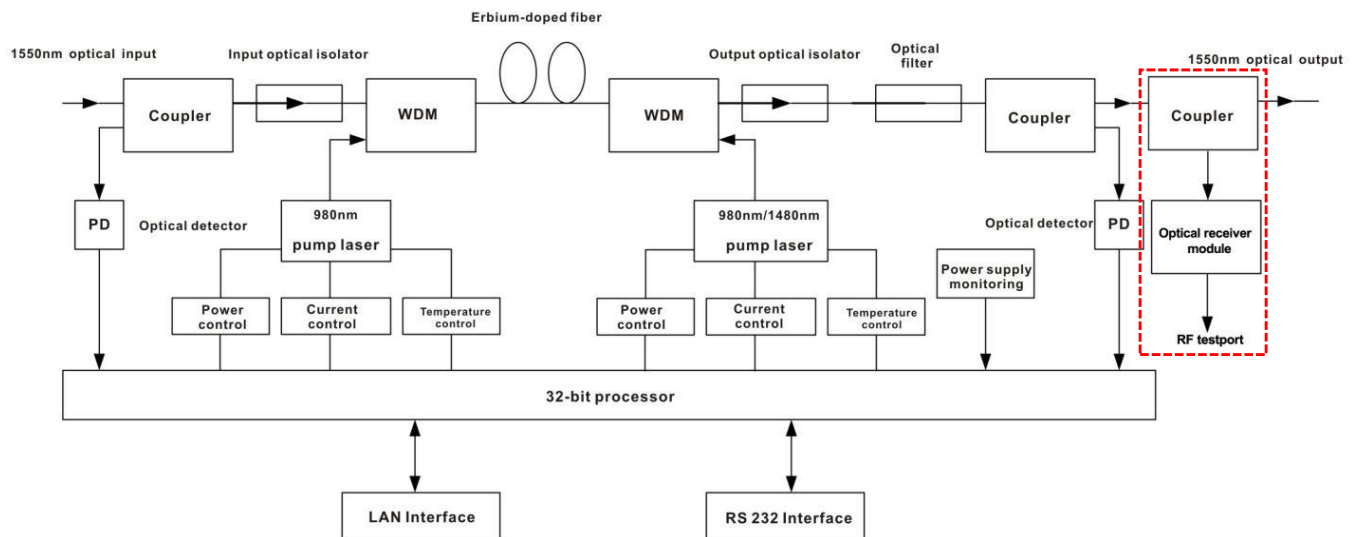 Erbium-doped fiber
1550nm optical input
Input optical isolator
Output optical isolator
Optical
filter
1550nm optical output
Coupler
WDM
WDM
Coupler
Coupler
PD
Optical detector
980nm
pump laser
980nm/1480nm
pump laser
Optical detector
PD
Optical receiver
module
Power supply
monitoring
Power
control
Current
control
Temperature
control
Power
control
Current
control
Temperature
control
RF testport
32-bit processor
LAN Interface
RS 232 Interface